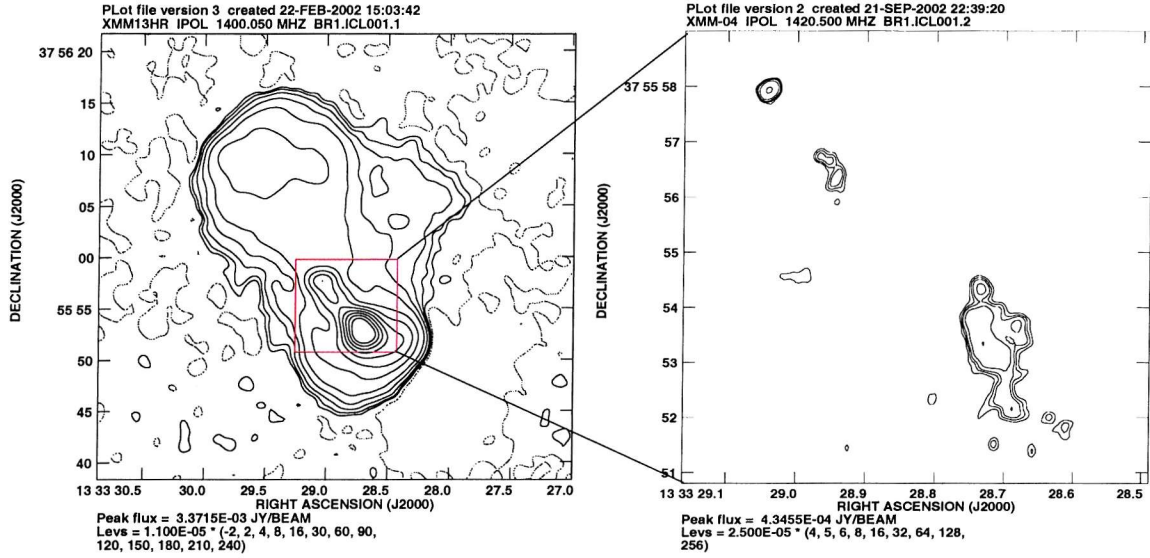 PLot file version 3 created 22-FEB-2002 15:03:42
XMM13HR IPOL 1400.050 MHZ BR1.ICL001.1
37 56 20
15
10
05
00
55 55
50
45
40
DECLINATION (J2000)
13 33 30.5
30.0
29.5
29.0
28.5
28.0
27.5
27.0
RIGHT ASCENSION (J2000)
Peak flux = 3.3715E-03 JY/BEAM
Levs = 1.100E-05 * (-2, 2, 4, 8, 16, 30, 60, 90,
120, 150, 180, 210, 240)
PLot file version 2 created 21-SEP-2002 22:39:20
XMM-04 IPOL 1420.500 MHZ BR1.ICL001.2
37 55 58
57
56
55
54
53
52
51
DECLINATION (J2000)
13 33 29.1
29.0
28.9
28.8
28.7
28.6
28.5
RIGHT ASCENSION (J2000)
Peak flux = 4.3455E-04 JY/BEAM
Levs = 2.500E-05 * (4, 5, 6, 8, 16, 32, 64, 128,
256)